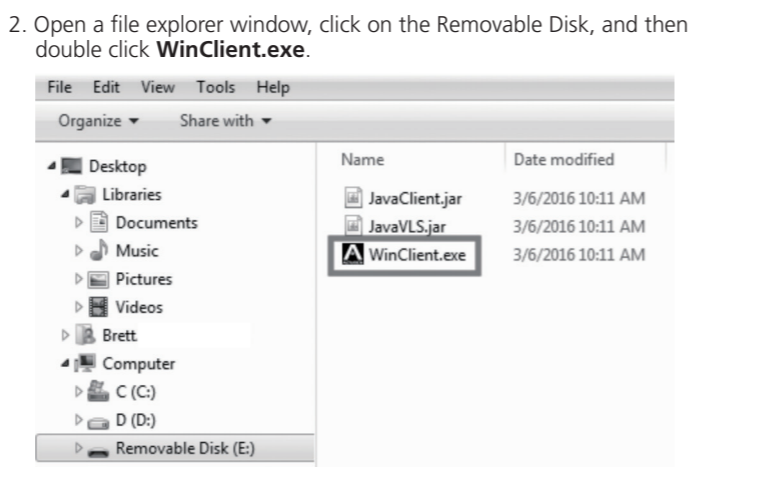 2. Open a file explorer window, click on the Removable Disk, and then
double click WinClient.exe.
File Edit View Tools Help
Organize Share with
Desktop
Libraries
Documents
Music
Pictures
Videos
Brett
Computer
C (C:)
D (D:)
Removable Disk (E:)
Name Date modified
JavaClient.jar 3/6/2016 10:11 AM
JavaVLS.jar 3/6/2016 10:11 AM
WinClient.exe 3/6/2016 10:11 AM